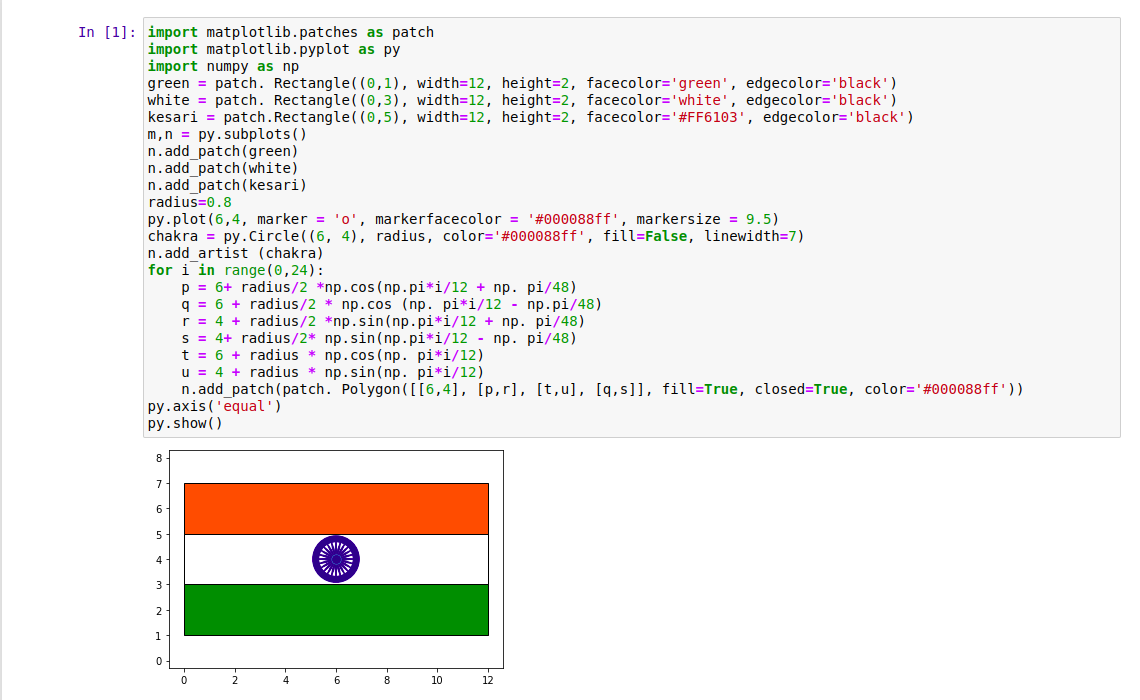 In [1]:
import matplotlib.patches as patch
import matplotlib.pyplot as py
import numpy as np
green = patch. Rectangle((0,1), width=12, height=2, facecolor='green', edgecolor='black')
white = patch. Rectangle((0,3), width=12, height=2, facecolor='white', edgecolor='black')
kesari = patch.Rectangle((0,5), width=12, height=2, facecolor='#FF6103', edgecolor='black')
m,n = py.subplots()
n.add_patch(green)
n.add_patch(white)
n.add_patch(kesari)
radius=0.8
py.plot(6,4, marker = 'o', markerfacecolor = '#000088ff', markersize = 9.5)
chakra = py.Circle((6, 4), radius, color='#000088ff', fill=False, linewidth=7)
n.add_artist (chakra)
for i in range(0,24):
    p = 6+ radius/2 *np.cos(np.pi*i/12 + np. pi/48)
    q = 6 + radius/2 * np.cos (np. pi*i/12 - np.pi/48)
    r = 4 + radius/2 *np.sin(np.pi*i/12 + np. pi/48)
    s = 4+ radius/2* np.sin(np.pi*i/12 - np. pi/48)
    t = 6 + radius * np.cos(np. pi*i/12)
    u = 4 + radius * np.sin(np. pi*i/12)
    n.add_patch(patch. Polygon([[6,4], [p,r], [t,u], [q,s]], fill=True, closed=True, color='#000088ff'))
py.axis('equal')
py.show()
8
7
6
5
4
3
2
1
0
0 2 4 6 8 10 12